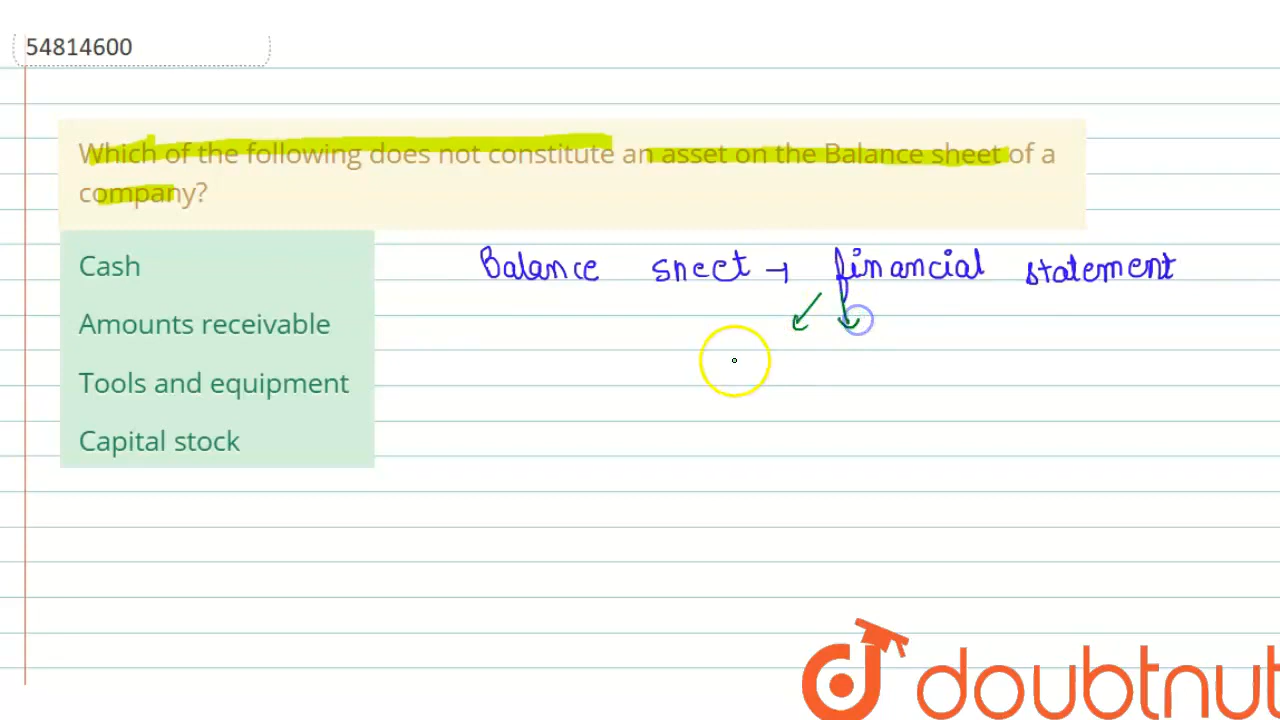 54814600
Which of the following does not constitute an asset on the Balance sheet of a
company?
Cash
Balance sheet → financial statement
Amounts receivable
Tools and equipment
Capital stock
doubtnut